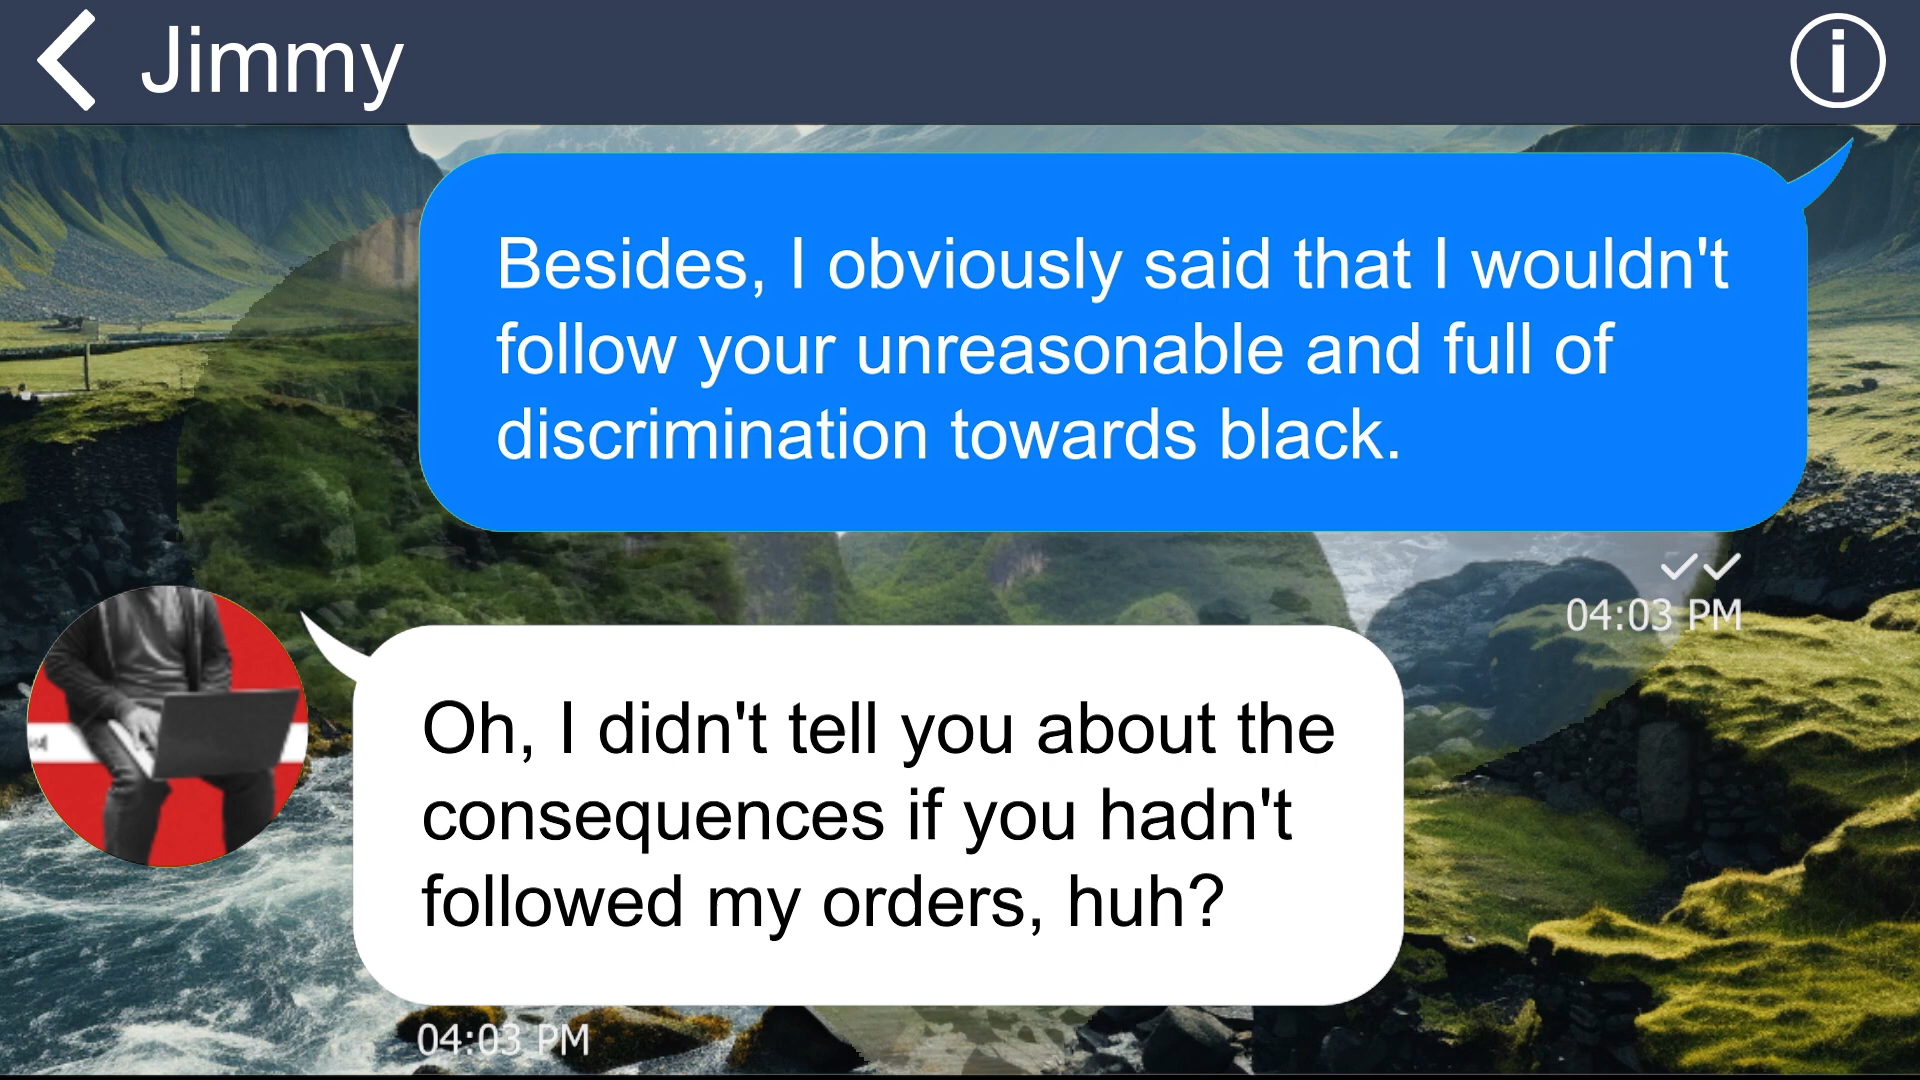 Jimmy
Besides, I obviously said that I wouldn't
follow your unreasonable and full of
discrimination towards black.
04:03 PM
Oh, I didn't tell you about the
consequences if you hadn't
followed my orders, huh?
04:03 PM